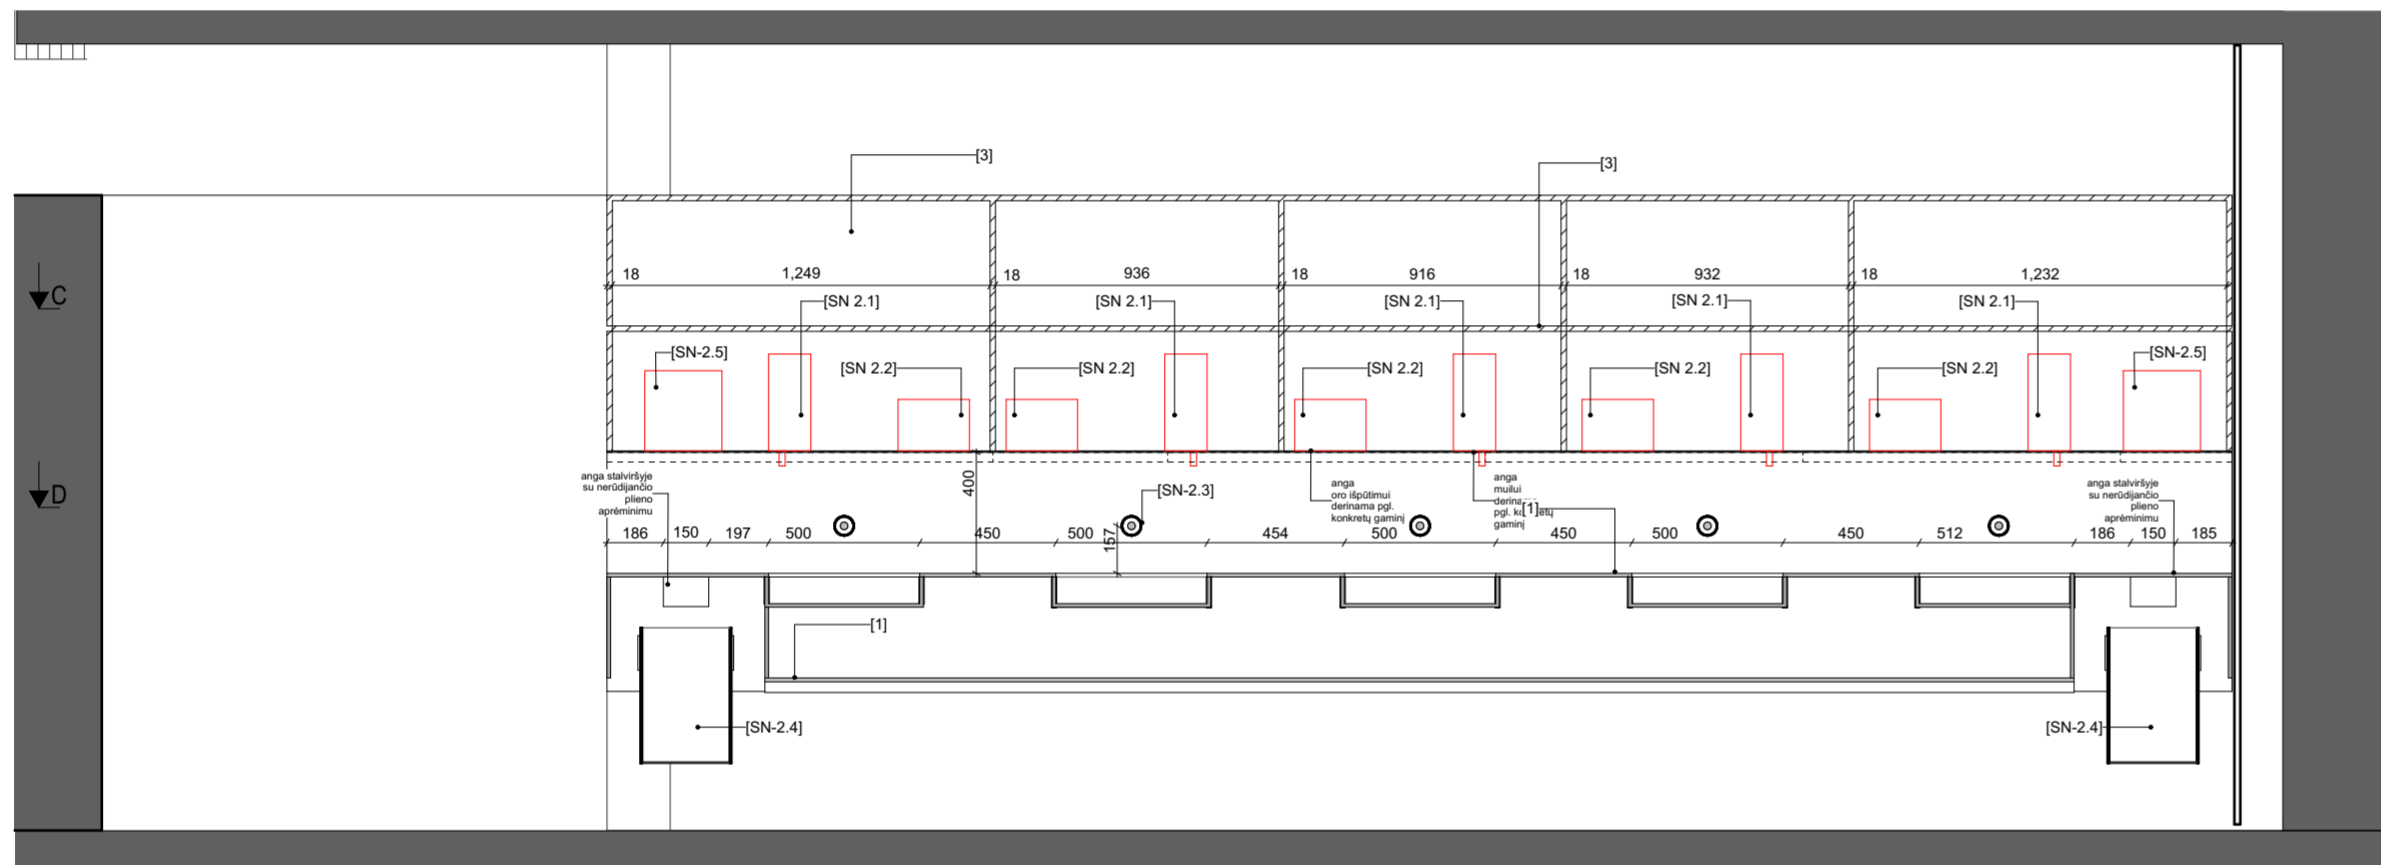 [3]
[3]
18 1,249 18 936 18 916 18 932 18 1,232
C
[SN 2.1] [SN 2.1] [SN 2.1] [SN 2.1] [SN 2.1]
[SN-2.5] [SN-2.5]
[SN 2.2] [SN 2.2] [SN 2.2] [SN 2.2] [SN 2.2]
D
anga stalviršyje
su nerūdijančio
plieno
aprėminimu
400
[SN-2.3]
anga
oro išpūtimui
derinama pgl.
konkretų gaminį
anga
muilui
pgl.
gaminį
[1]
anga stalviršyje
su nerūdijančio
plieno
aprėminimu
186 150 197 500 450 500 157 454 500 450 500 450 512 186 150 185
[1]
[SN-2.4] [SN-2.4]